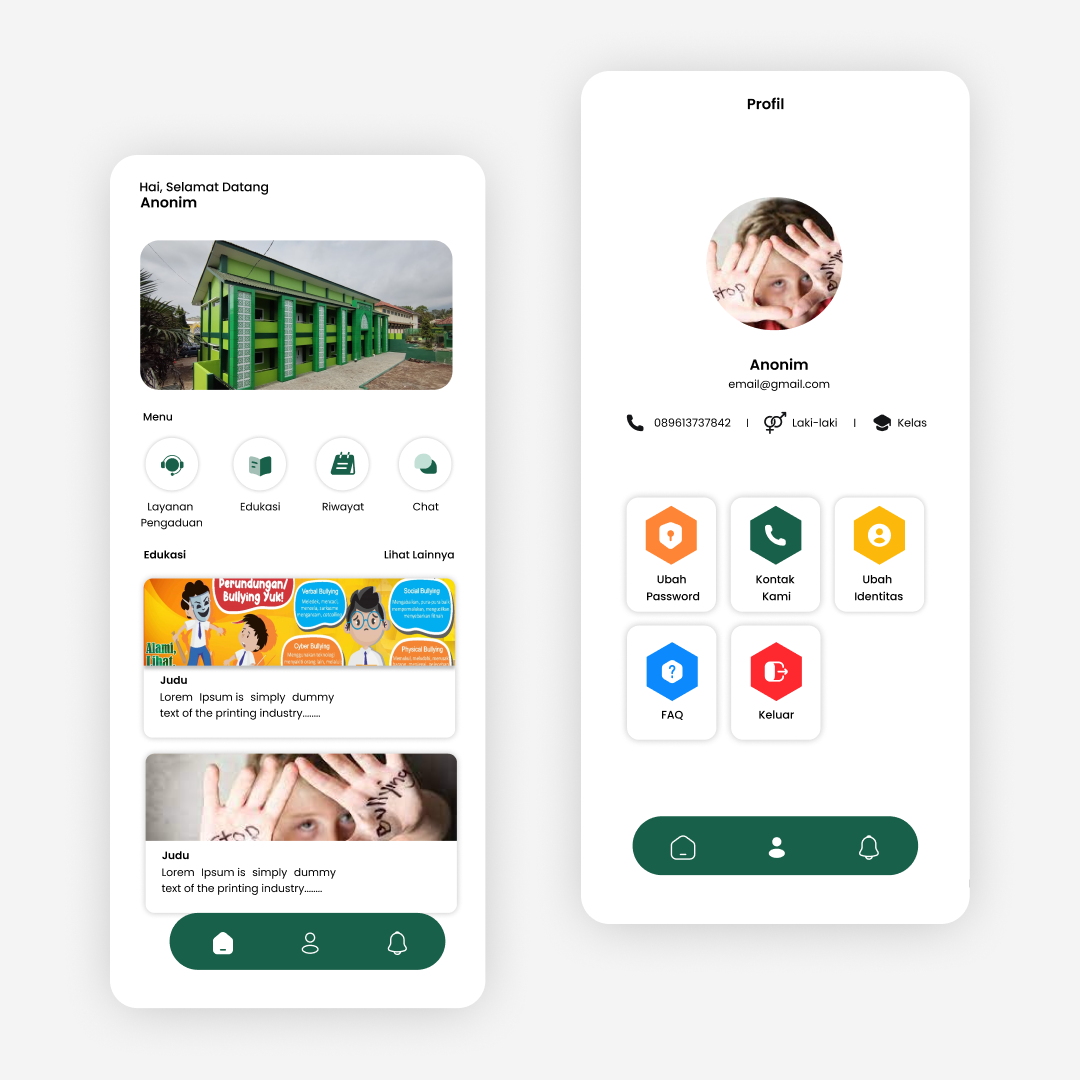 Hai, Selamat Datang
Anonim
Menu
Layanan
Pengaduan
Edukasi
Riwayat
Chat
Edukasi
Lihat Lainnya
Perundungan/
Bullying Yuk!
Verbal Bullying
Social Bullying
Cyber Bullying
Physical Bullying
Alami,
Lihat
Judu
Lorem Ipsum is simply dummy
text of the printing industry........
stop
Bullying
Judu
Lorem Ipsum is simply dummy
text of the printing industry........
Profil
stop
Anonim
email@gmail.com
089613737842 | Laki-laki | Kelas
Ubah
Password
Kontak
Kami
Ubah
Identitas
FAQ
Keluar